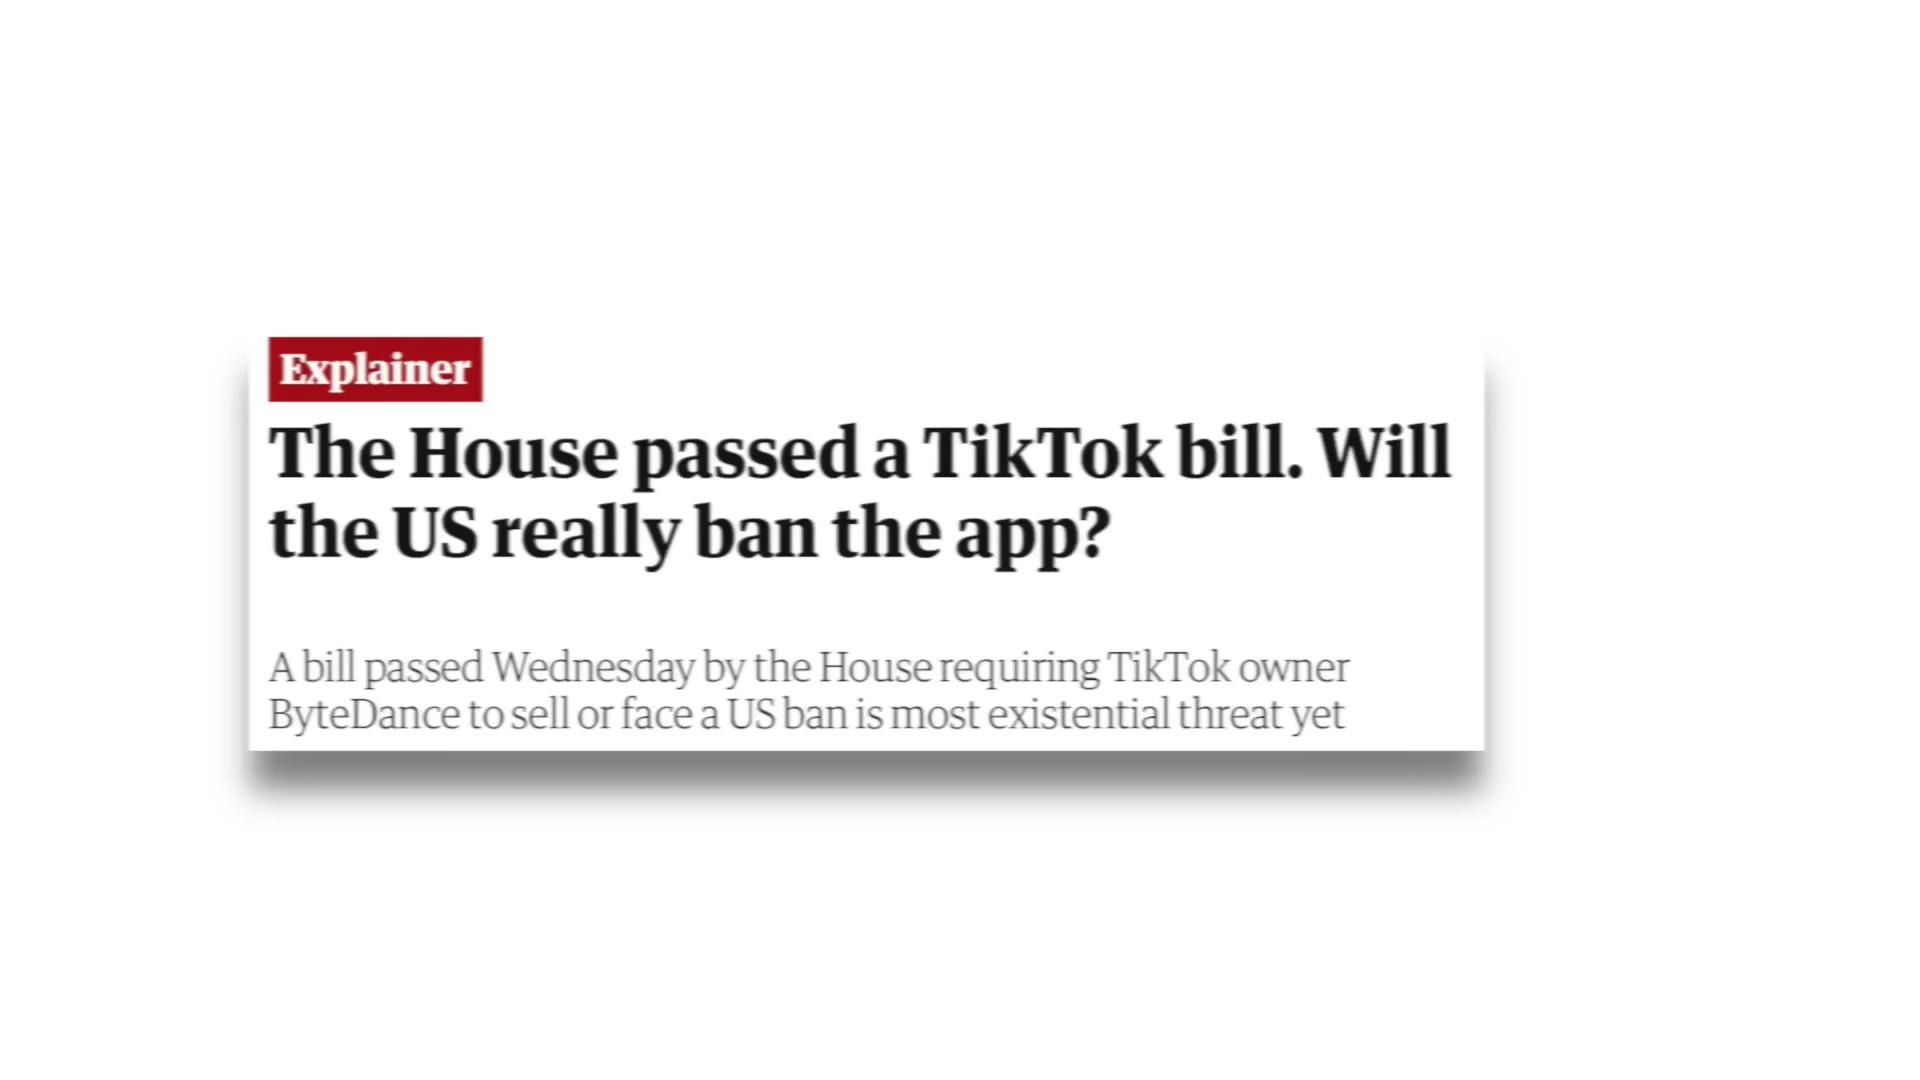 Explainer
The House passed a TikTok bill. Will
the US really ban the app?
A bill passed Wednesday by the House requiring TikTok owner
ByteDance to sell or face a US ban is most existential threat yet